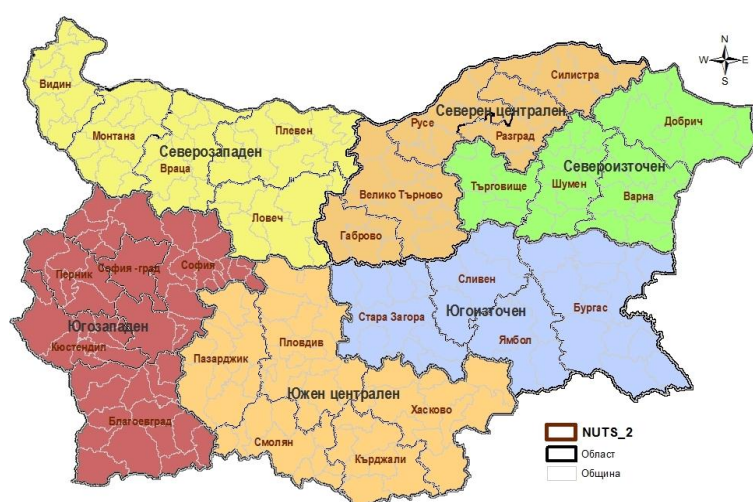 N
W E
S
Видин
Монтана
Враца
Плевен
Северозападен
Ловеч
Силистра
Русе
Северен централен
Разград
Велико Търново
Габрово
Добрич
Североизточен
Търговище
Шумен
Варна
Перник
София -град
София
Югозападен
Кюстендил
Благоевград
Сливен
Бургас
Стара Загора
Югоизточен
Ямбол
Пазарджик
Пловдив
Южен централен
Хасково
Смолян
Кърджали
NUTS_2
Област
Община